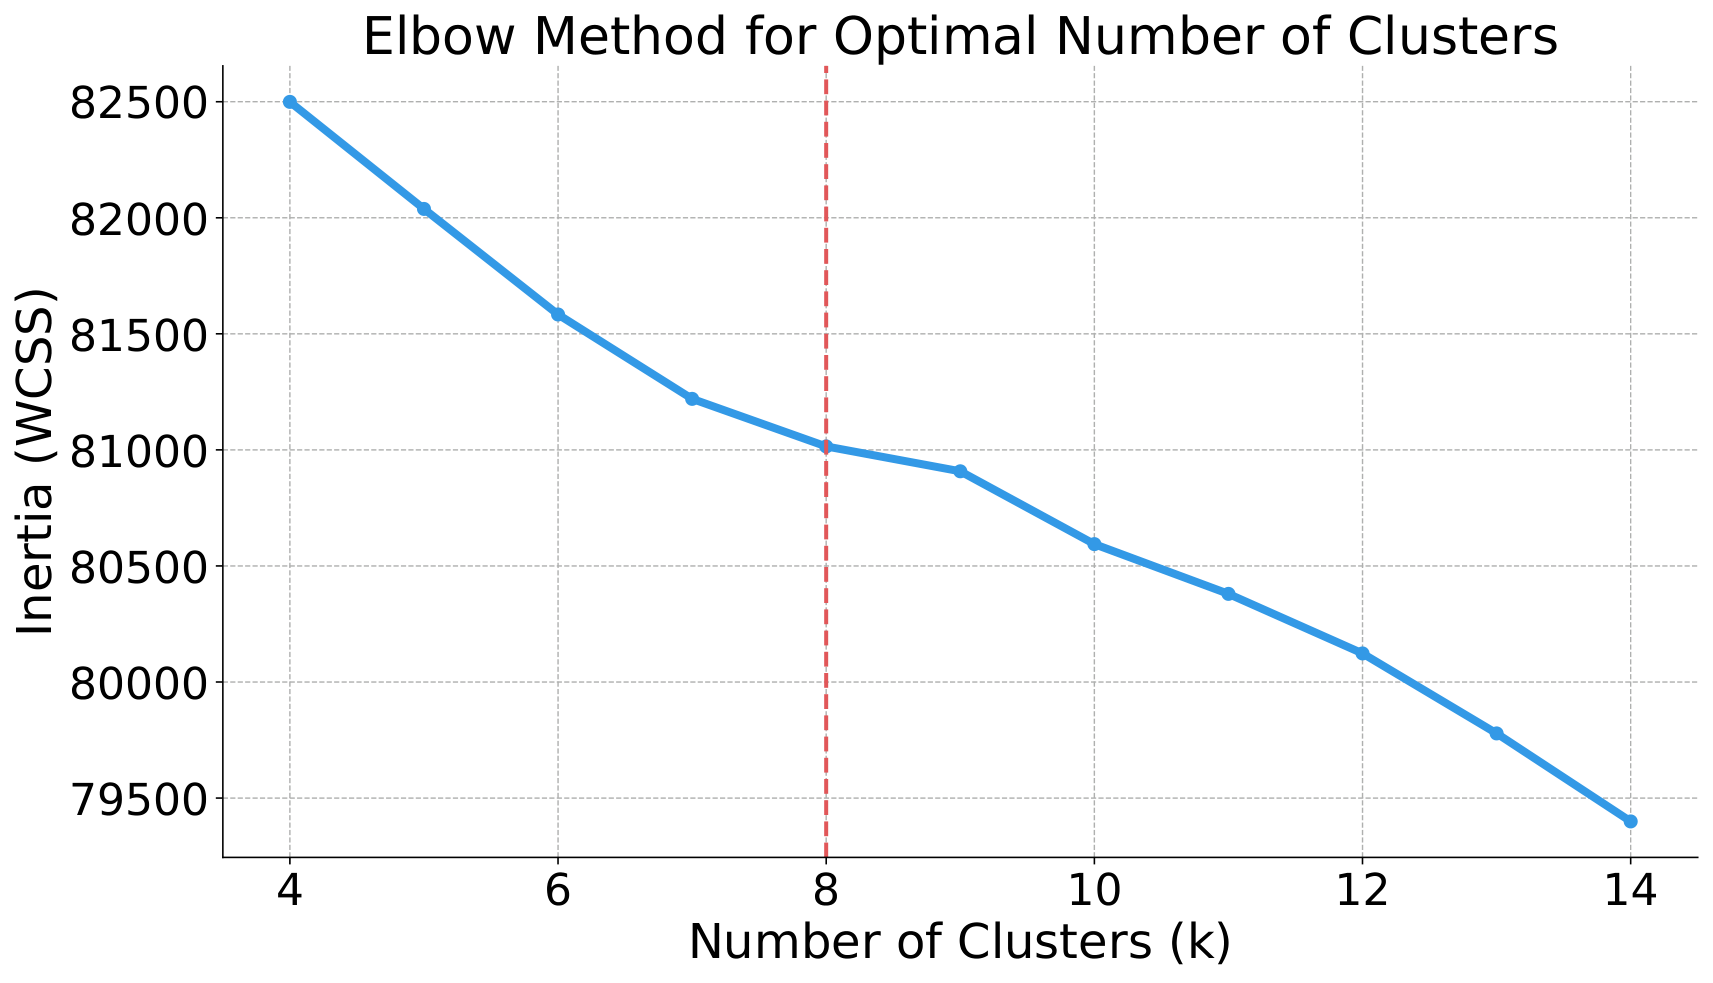 Elbow Method for Optimal Number of Clusters
82500
82000
81500
81000
80500
80000
79500
Inertia (WCSS)
4 6 8 10 12 14
Number of Clusters (k)